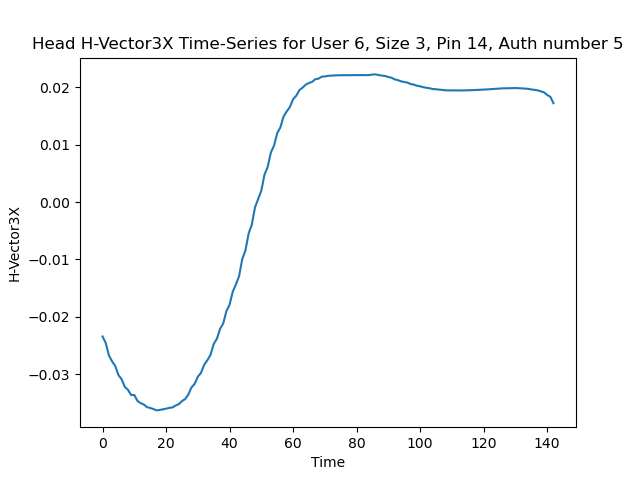 Head H-Vector3X Time-Series for User 6, Size 3, Pin 14, Auth number 5
H-Vector3X
0.02
0.01
0.00
−0.01
−0.02
−0.03
0 20 40 60 80 100 120 140
Time